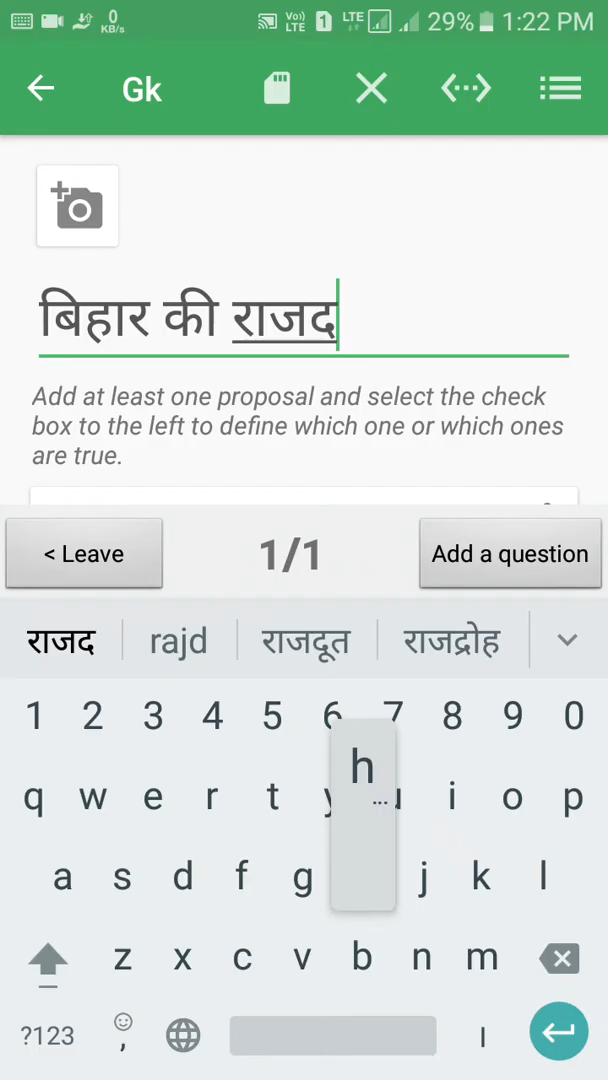 0 KB/s Vo) LTE 1 LTE 29% 1:22 PM
Gk
बिहार की राजद
Add at least one proposal and select the check
box to the left to define which one or which ones
are true.
< Leave 1/1 Add a question
राजद rajd राजदूत राजद्रोह
1 2 3 4 5 6 7 8 9 0
q w e r t y u i o p
h
a s d f g j k l
z x c v b n m
?123 , ।